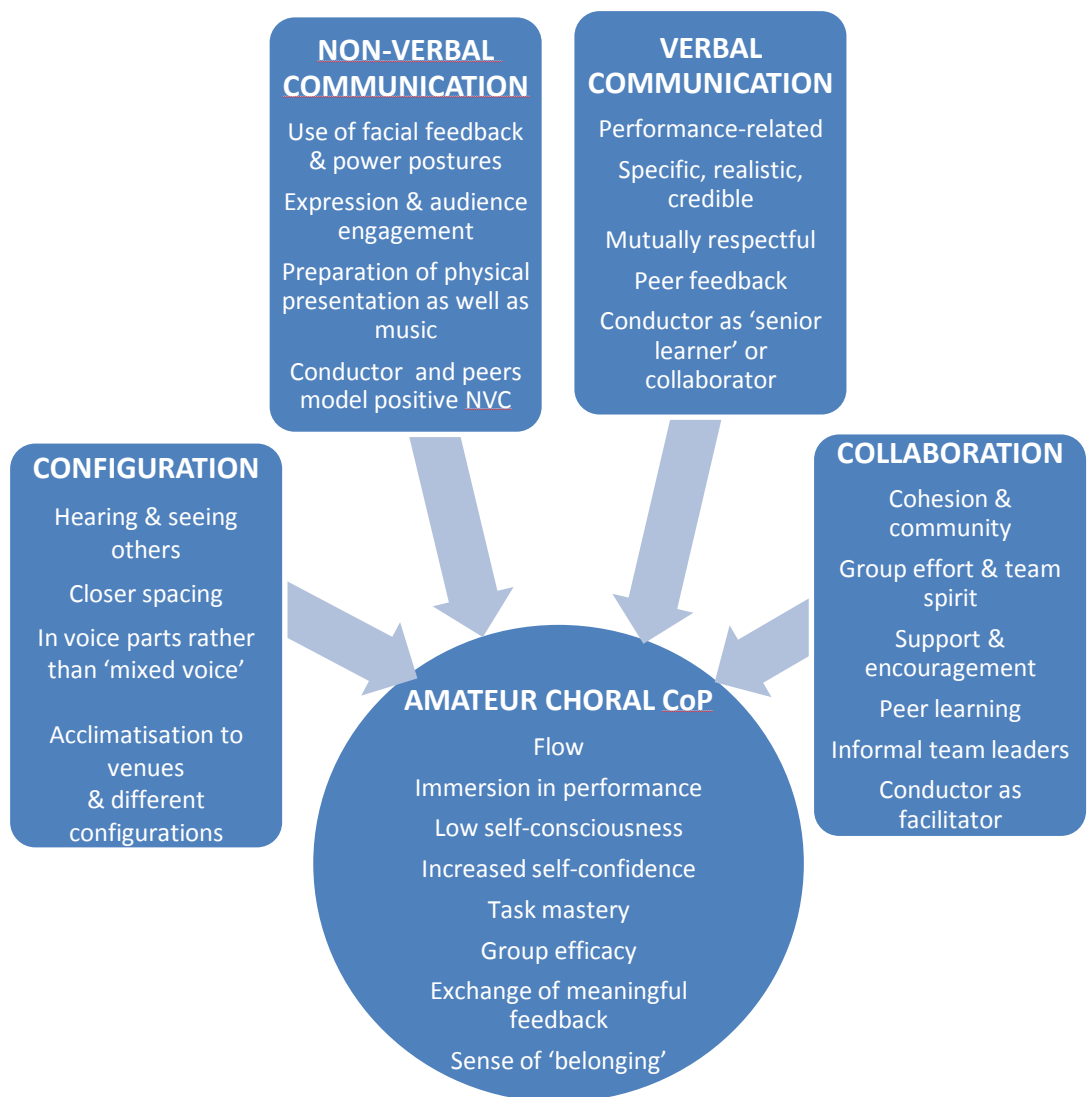 NON-VERBAL
COMMUNICATION
Use of facial feedback
& power postures
Expression & audience
engagement
Preparation of physical
presentation as well as
music
Conductor and peers
model positive NVC
VERBAL
COMMUNICATION
Performance-related
Specific, realistic,
credible
Mutually respectful
Peer feedback
Conductor as ‘senior
learner’ or
collaborator
CONFIGURATION
Hearing & seeing
others
Closer spacing
In voice parts rather
than ‘mixed voice’
Acclimatisation to
venues
& different
configurations
COLLABORATION
Cohesion &
community
Group effort & team
spirit
Support &
encouragement
Peer learning
Informal team leaders
Conductor as
facilitator
AMATEUR CHORAL CoP
Flow
Immersion in performance
Low self-consciousness
Increased self-confidence
Task mastery
Group efficacy
Exchange of meaningful
feedback
Sense of ‘belonging’